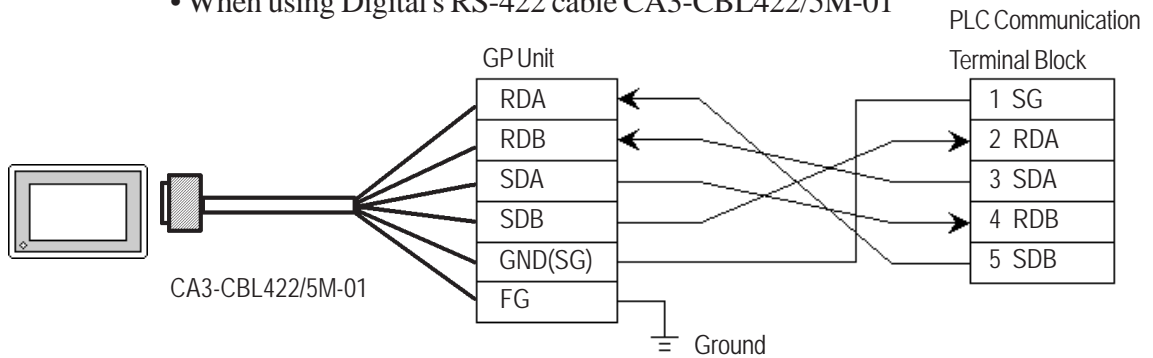 • When using Digital's RS-422 cable CA3-CBL422/5M-01
PLC Communication
Terminal Block
GP Unit
RDA
RDB
SDA
SDB
GND(SG)
FG
1 SG
2 RDA
3 SDA
4 RDB
5 SDB
CA3-CBL422/5M-01
Ground